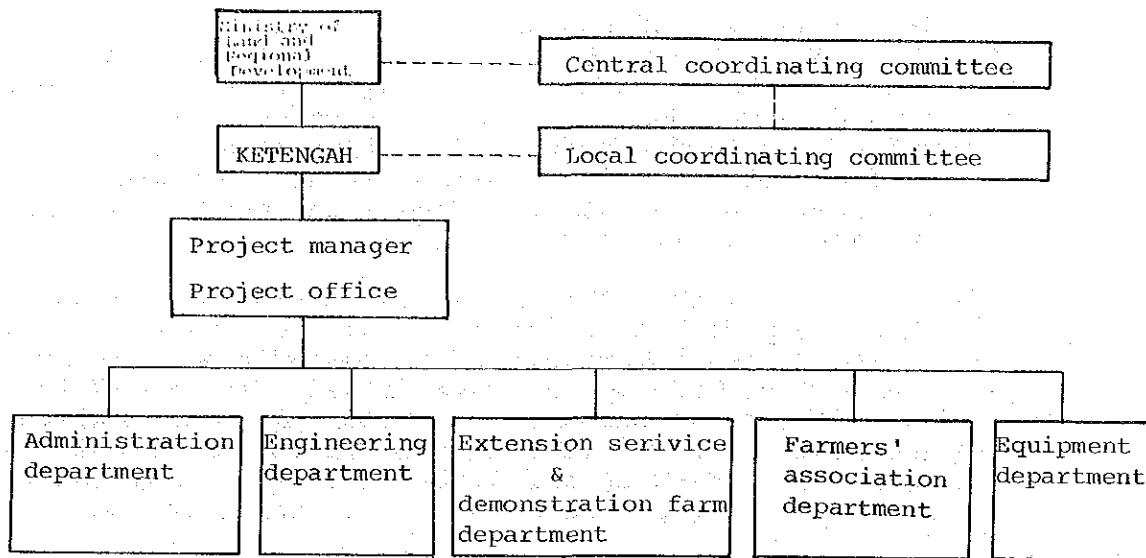 Ministry of
Land and
Regional
Development
Central coordinating committee
KETENGAH
Local coordinating committee
Project manager
Project office
Administration
department
Engineering
department
Extension serivice
&
demonstration farm
department
Farmers'
association
department
Equipment
department